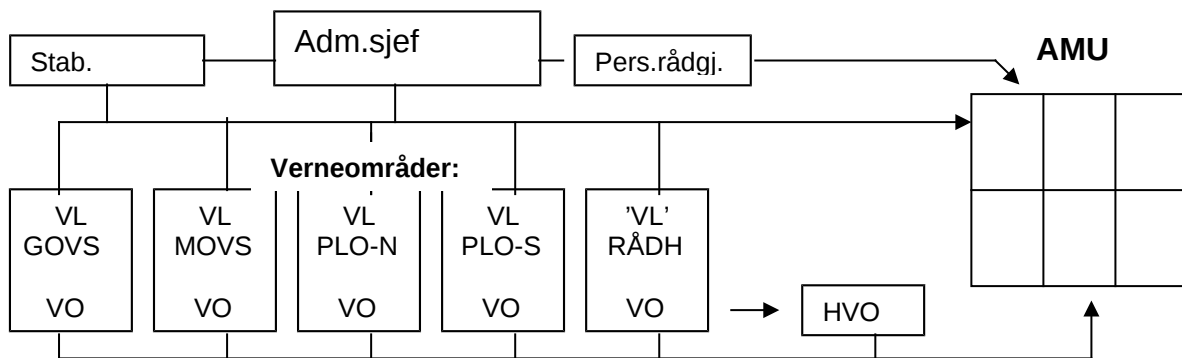 Adm.sjef
Stab.
Pers.rådgj.
AMU
Verneområder:
VL
GOVS
VO
VL
MOVS
VO
VL
PLO-N
VO
VL
PLO-S
VO
’VL’
RÅDH
VO
HVO